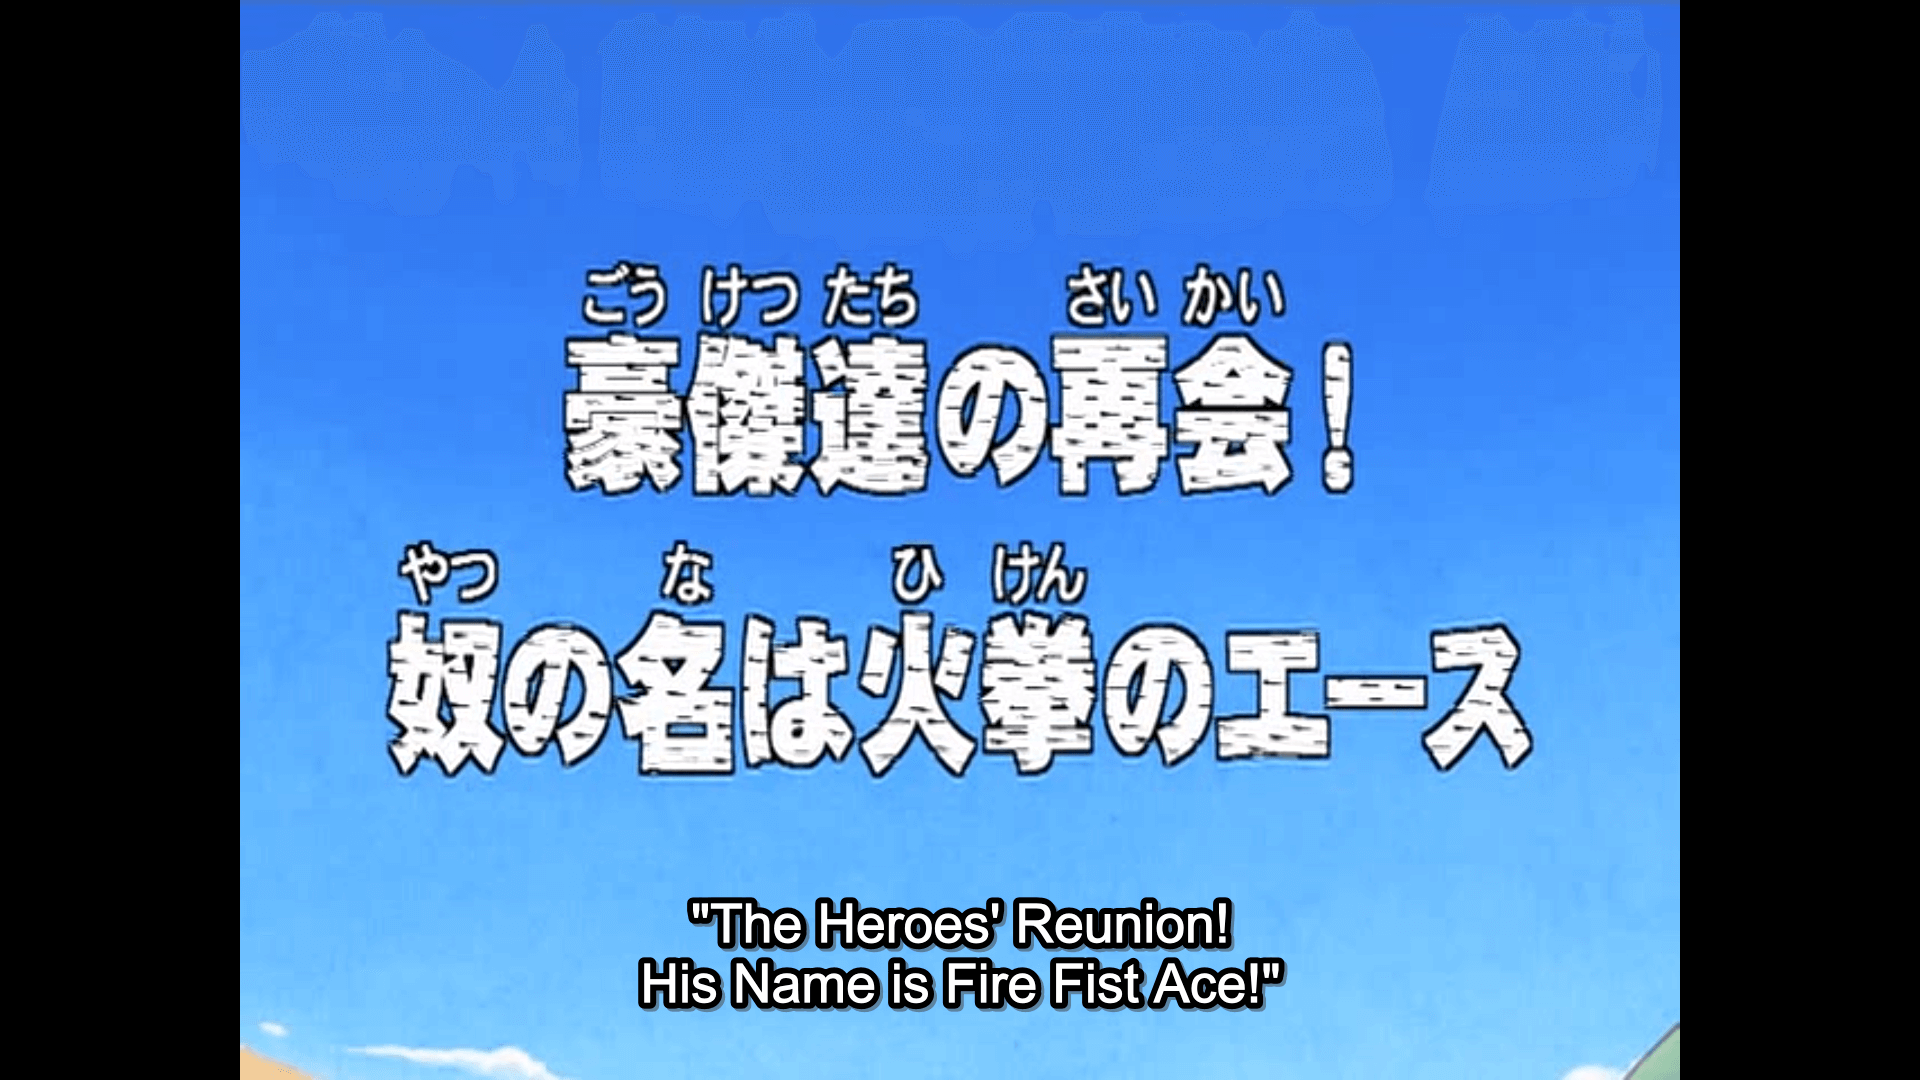 ごう けつ たち さい かい
豪傑達の再会!
やつ な ひ けん
奴の名は火拳のエース
"The Heroes' Reunion!
His Name is Fire Fist Ace!"